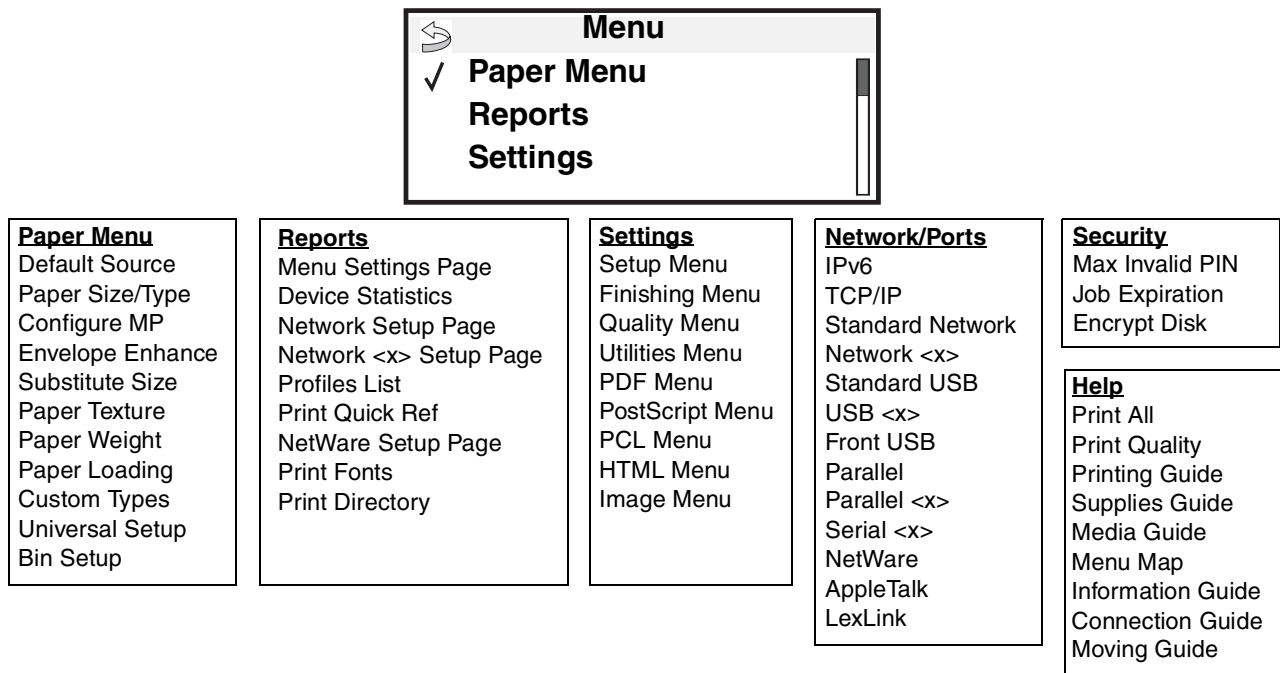 Menu
Paper Menu
Reports
Settings
Paper Menu
Default Source
Paper Size/Type
Configure MP
Envelope Enhance
Substitute Size
Paper Texture
Paper Weight
Paper Loading
Custom Types
Universal Setup
Bin Setup
Reports
Menu Settings Page
Device Statistics
Network Setup Page
Network <x> Setup Page
Profiles List
Print Quick Ref
NetWare Setup Page
Print Fonts
Print Directory
Settings
Setup Menu
Finishing Menu
Quality Menu
Utilities Menu
PDF Menu
PostScript Menu
PCL Menu
HTML Menu
Image Menu
Network/Ports
IPv6
TCP/IP
Standard Network
Network <x>
Standard USB
USB <x>
Front USB
Parallel
Parallel <x>
Serial <x>
NetWare
AppleTalk
LexLink
Security
Max Invalid PIN
Job Expiration
Encrypt Disk
Help
Print All
Print Quality
Printing Guide
Supplies Guide
Media Guide
Menu Map
Information Guide
Connection Guide
Moving Guide